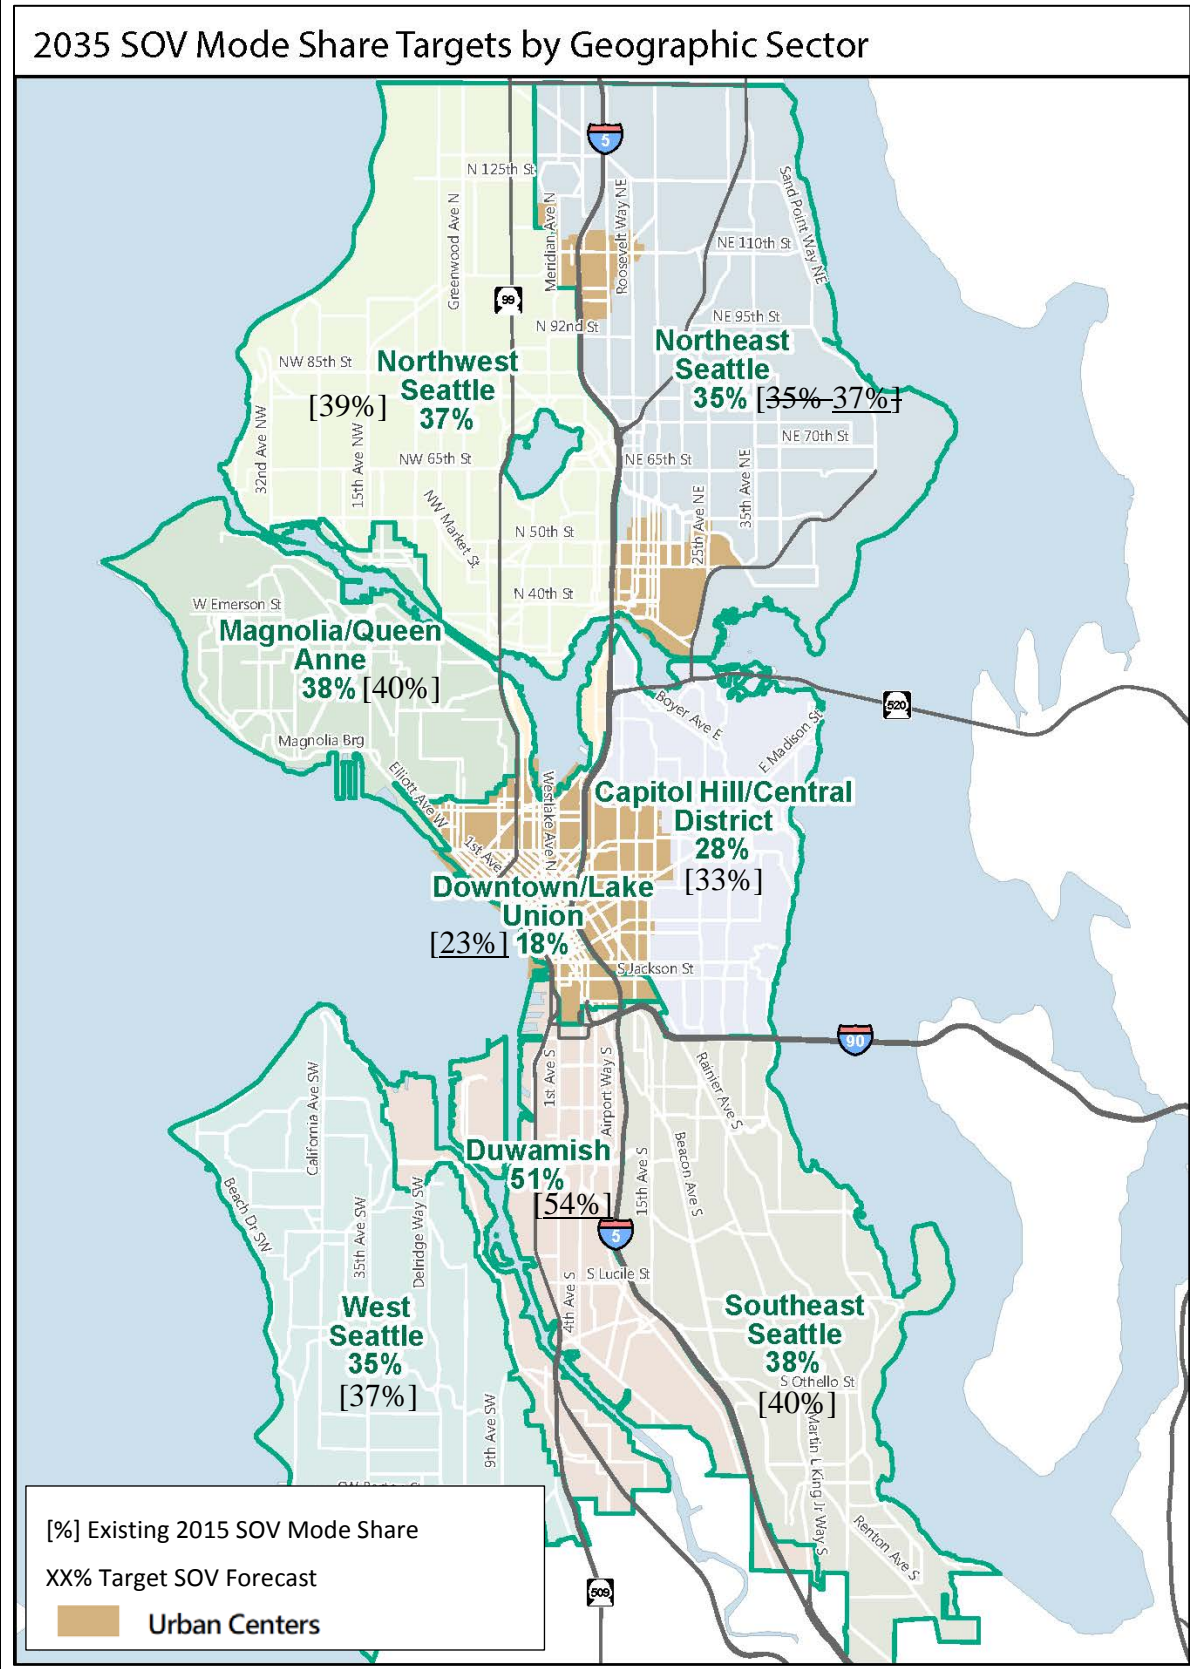 2035 SOV Mode Share Targets by Geographic Sector
5
N 125th St
Greenwood Ave N
Meridian Ave N
Roosevelt Way NE
Sand Point Way NE
NE 110th St
99
N 92nd St
NE 95th St
NW 85th St
Northwest
Seattle
37%
[39%]
Northeast
Seattle
35% [35% 37%]
32nd Ave NW
15th Ave NW
NW 65th St
NE 65th St
NE 70th St
35th Ave NE
25th Ave NE
NW Market St
N 50th St
N 40th St
W Emerson St
Magnolia/Queen
Anne
38% [40%]
Magnolia Brg
Elliott Ave W
520
Boyer Ave E
E Madison St
Westlake Ave N
1st Ave
Capitol Hill/Central
District
28%
[33%]
Downtown/Lake
Union
[23%] 18%
S Jackson St
90
California Ave SW
1st Ave S
Airport Way S
Rainier Ave S
Beacon Ave S
15th Ave S
Duwamish
51%
[54%]
5
Beach Dr SW
35th Ave SW
Delridge Way SW
4th Ave S
S Lucile St
West
Seattle
35%
[37%]
Southeast
Seattle
38%
S Othello St
[40%]
9th Ave SW
Martin L King Jr Way S
Renton Ave S
509
[%] Existing 2015 SOV Mode Share
XX% Target SOV Forecast
Urban Centers